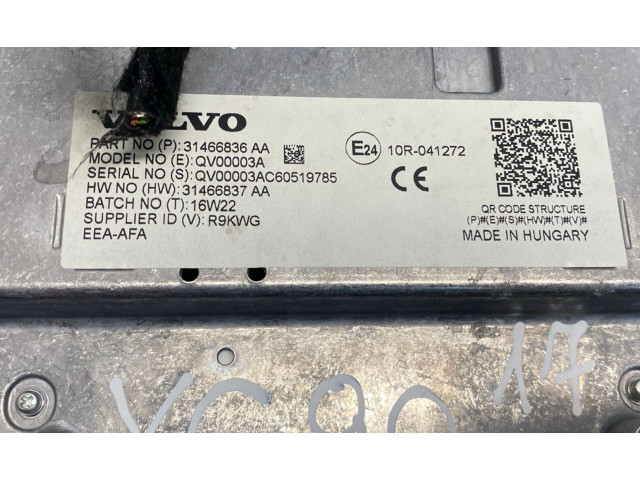 VOLVO
PART NO (P): 31466836 AA
MODEL NO (E): QV00003A
SERIAL NO (S): QV00003AC60519785
HW NO (HW): 31466837 AA
BATCH NO (T): 16W22
SUPPLIER ID (V): R9KWG
EEA-AFA
E24 10R-041272
CE
QR CODE STRUCTURE
(P)#(E)#(S)#(HW)#(T)#(V)#
MADE IN HUNGARY
XC90 17